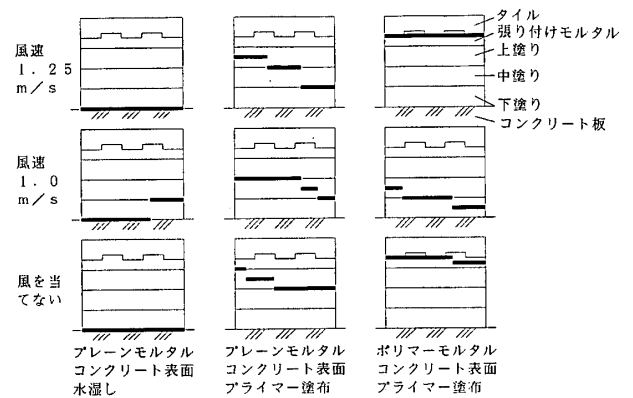 風速
1.25
m/s
タイル
張り付けモルタル
上塗り
中塗り
下塗り
コンクリート板
風速
1.0
m/s
風を当
てない
プレーンモルタル
コンクリート表面
水湿し
プレーンモルタル
コンクリート表面
プライマー塗布
ポリマーモルタル
コンクリート表面
プライマー塗布